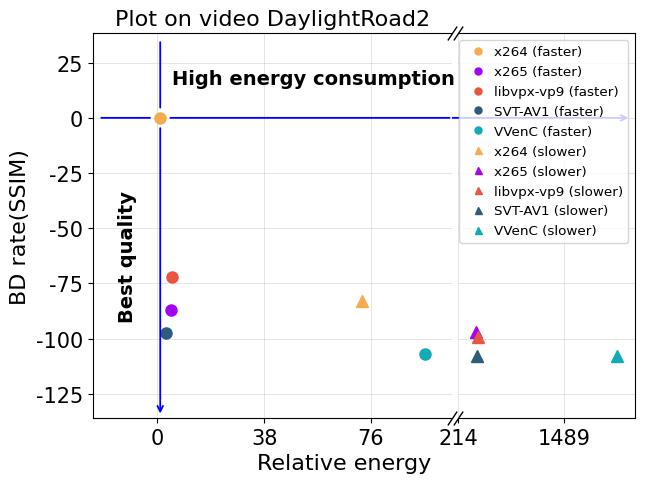 Plot on video DaylightRoad2
25
0
-25
-50
-75
-100
-125
BD rate(SSIM)
High energy consumption
Best quality
x264 (faster)
x265 (faster)
libvpx-vp9 (faster)
SVT-AV1 (faster)
VVenC (faster)
x264 (slower)
x265 (slower)
libvpx-vp9 (slower)
SVT-AV1 (slower)
VVenC (slower)
0 38 76 214 1489
Relative energy